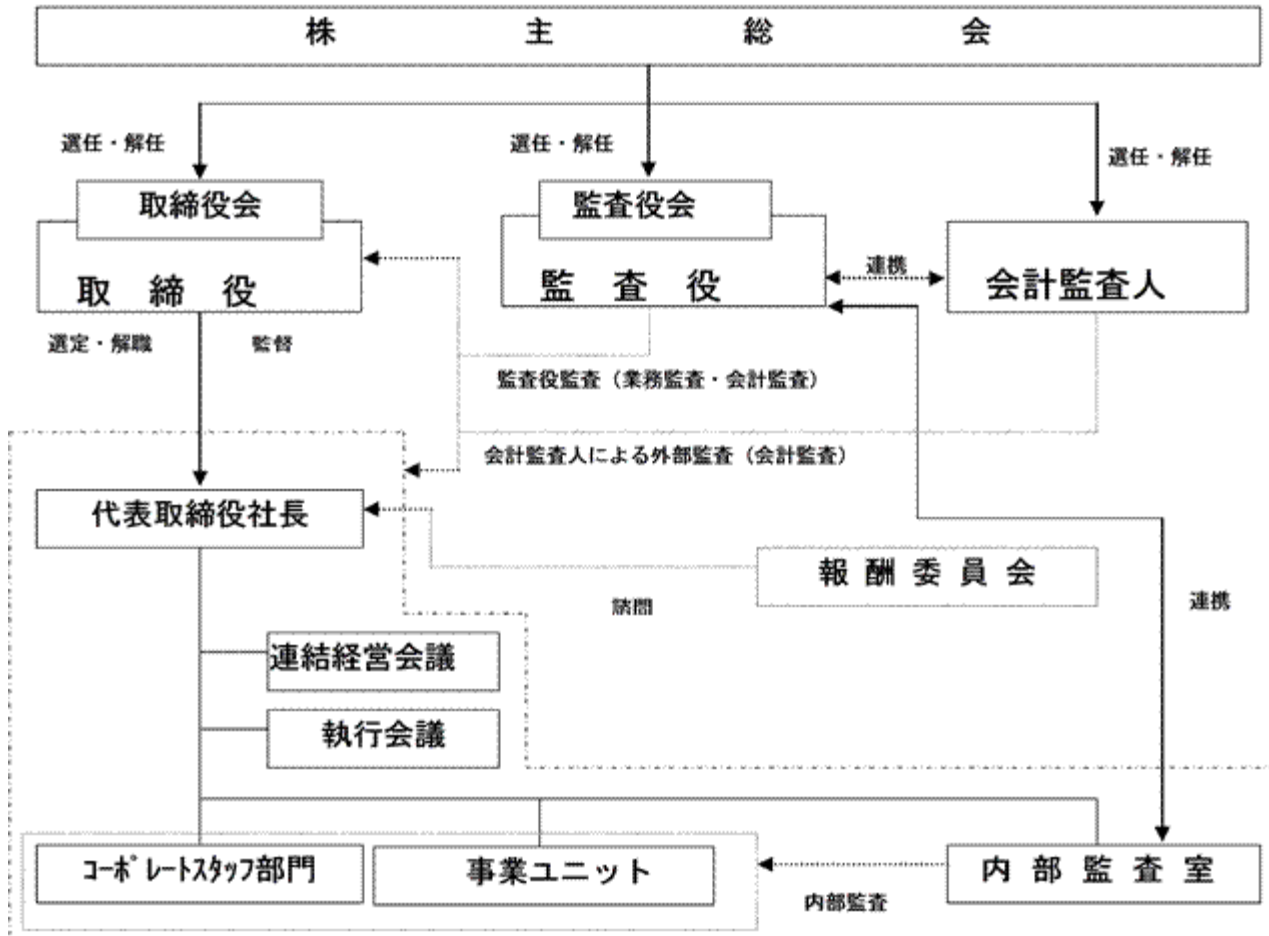 株主総会
選任・解任
選任・解任
選任・解任
取締役会
監査役会
取締役
監査役
連携
会計監査人
選定・解職
監督
監査役監査（業務監査・会計監査）
会計監査人による外部監査（会計監査）
代表取締役社長
報酬委員会
諮問
連携
連結経営会議
執行会議
ｺｰﾎﾟﾚｰﾄｽﾀｯﾌ部門
事業ユニット
内部監査室
内部監査